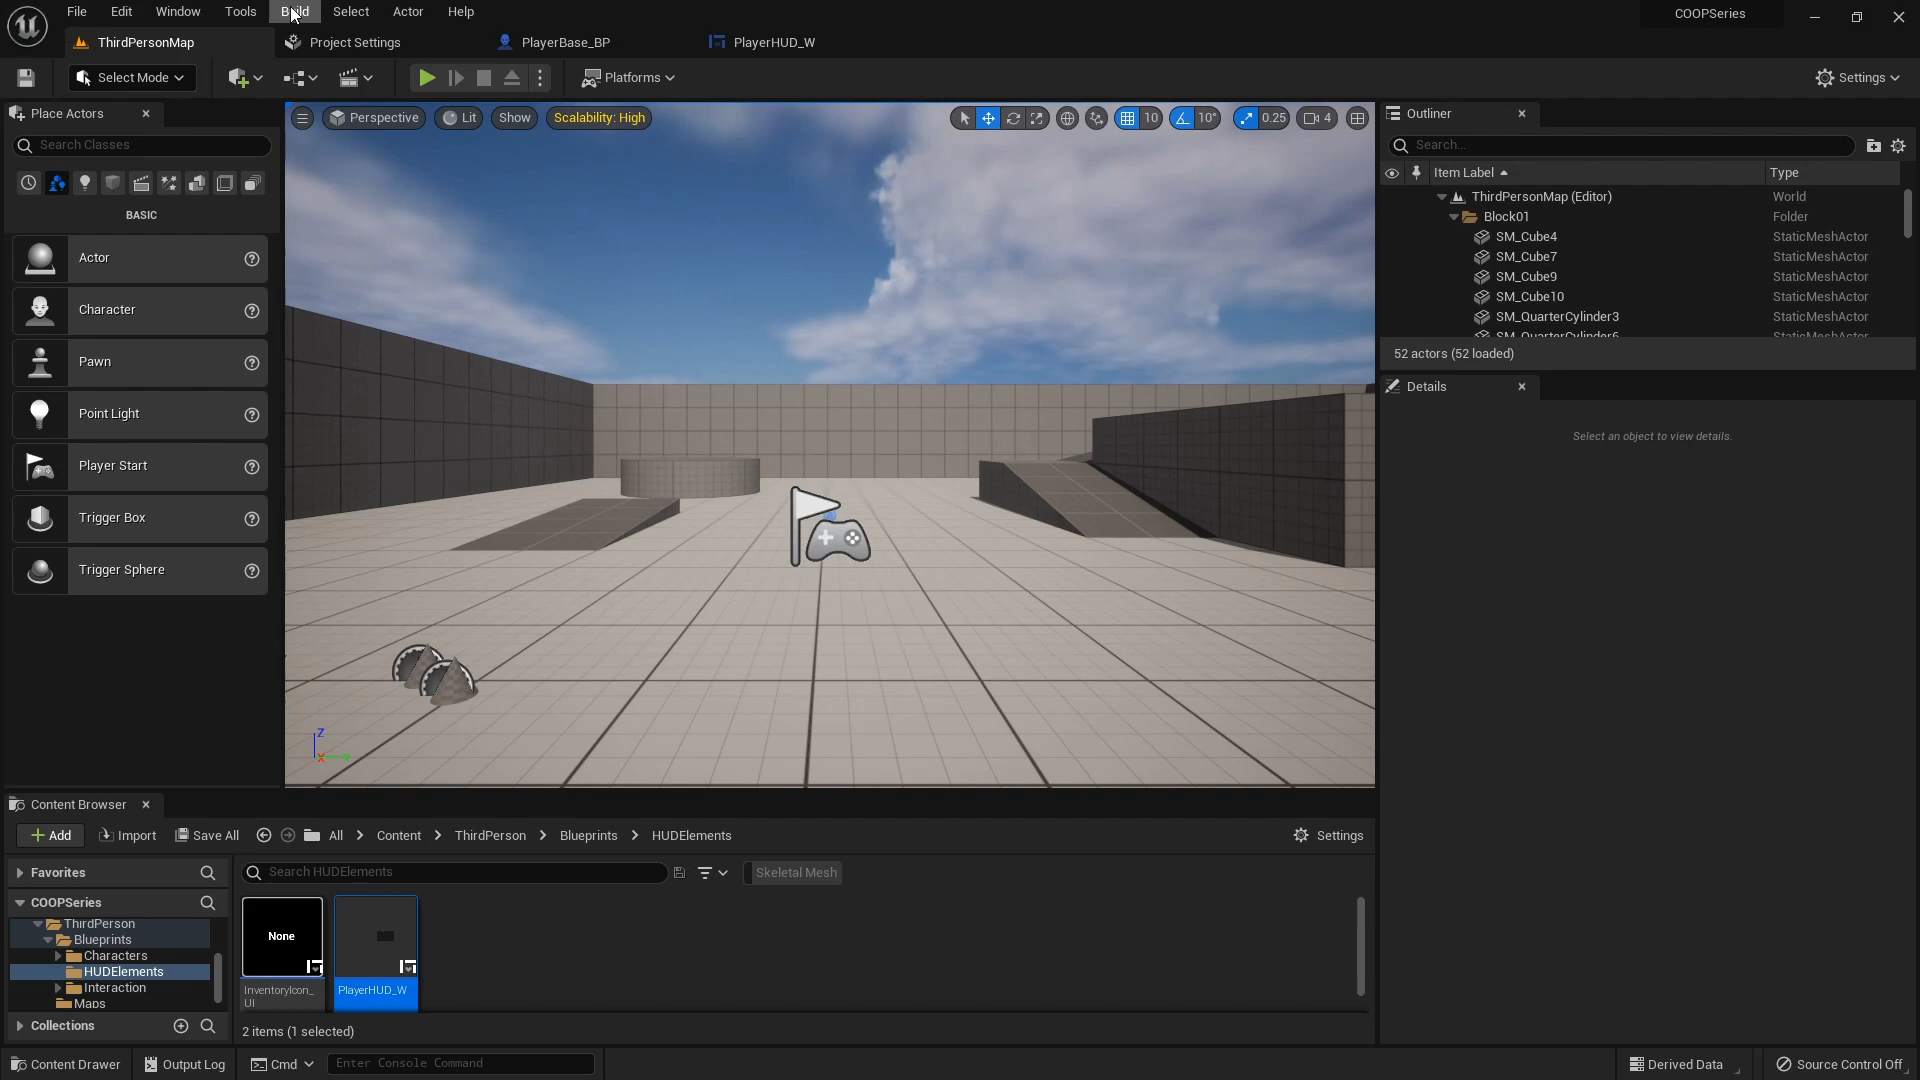 File Edit Window Tools Build Select Actor Help
COOPSeries
ThirdPersonMap
Project Settings
PlayerBase_BP
PlayerHUD_W
Select Mode
Platforms
Settings
Place Actors
Search Classes
BASIC
Actor
Character
Pawn
Point Light
Player Start
Trigger Box
Trigger Sphere
Perspective
Lit
Show
Scalability: High
10
10°
0.25
4
Z
Outliner
Search...
Item Label
Type
ThirdPersonMap (Editor) World
Block01 Folder
SM_Cube4 StaticMeshActor
SM_Cube7 StaticMeshActor
SM_Cube9 StaticMeshActor
SM_Cube10 StaticMeshActor
SM_QuarterCylinder3 StaticMeshActor
SM_QuarterCylinder6 StaticMeshActor
52 actors (52 loaded)
Details
Select an object to view details.
Content Browser
Add
Import
Save All
All
Content
ThirdPerson
Blueprints
HUDElements
Settings
Favorites
COOPSeries
ThirdPerson
Blueprints
Characters
HUDElements
Interaction
Maps
Collections
Search HUDElements
Skeletal Mesh
None
InventoryIcon_
UI
PlayerHUD_W
2 items (1 selected)
Content Drawer
Output Log
Cmd
Enter Console Command
Derived Data
Source Control Off